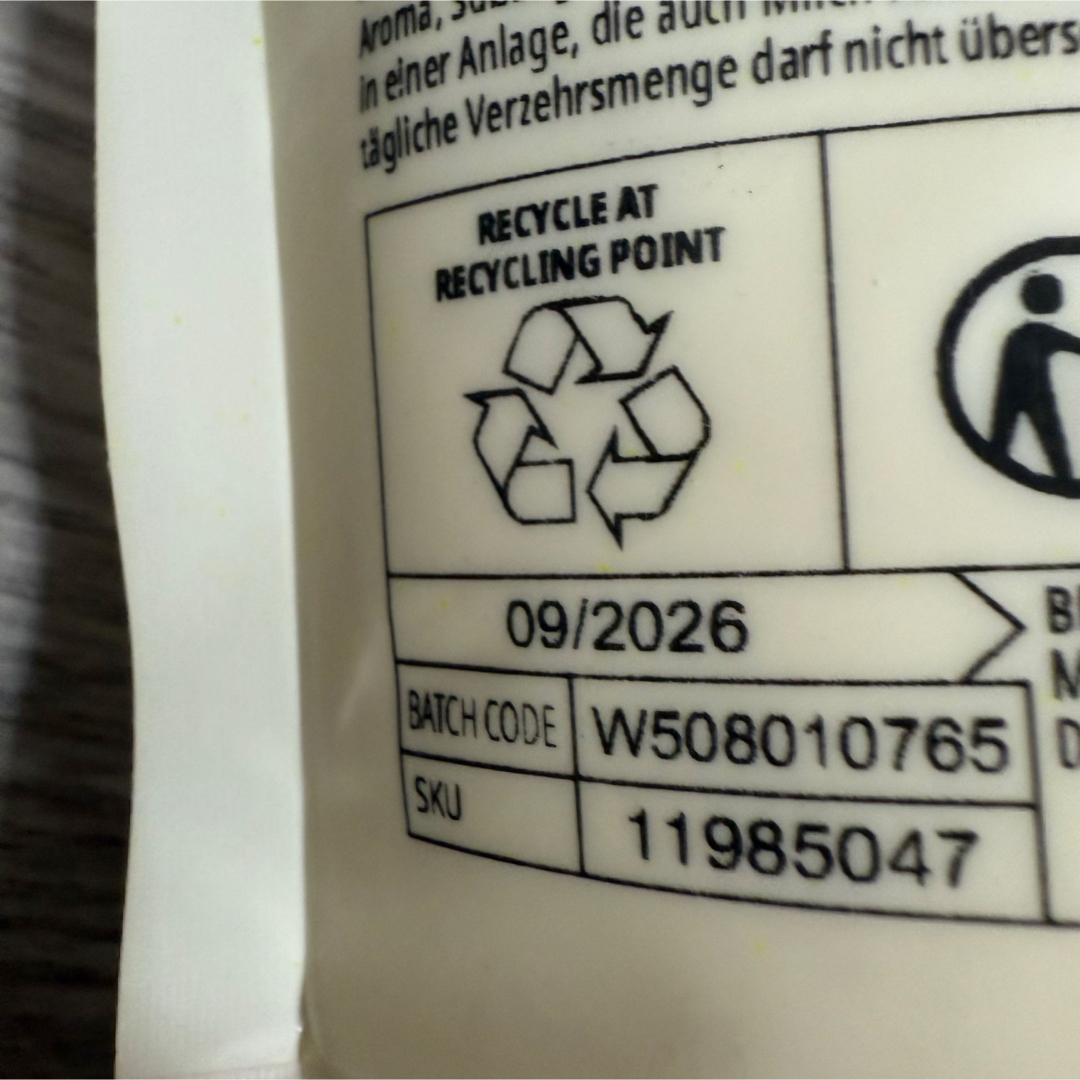 Aroma,
in einer Anlage, die auch
tägliche Verzehrsmenge darf nicht
RECYCLE AT
RECYCLING POINT
09/2026
BATCH CODE W508010765
SKU 11985047